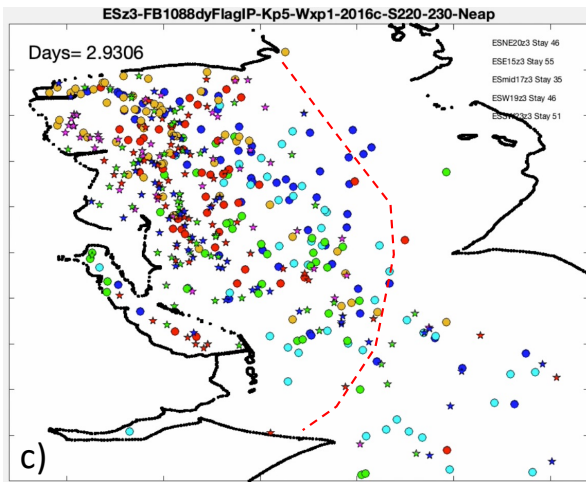 ESz3-FB1088dyFlagIP-Kp5-Wxp1-2016c-S220-230-Neap
Days= 2.9306
ESNE20z3 Stay 46
ESE15z3 Stay 55
ESmid17z3 Stay 35
ESW19z3 Stay 46
Stay 51
c)